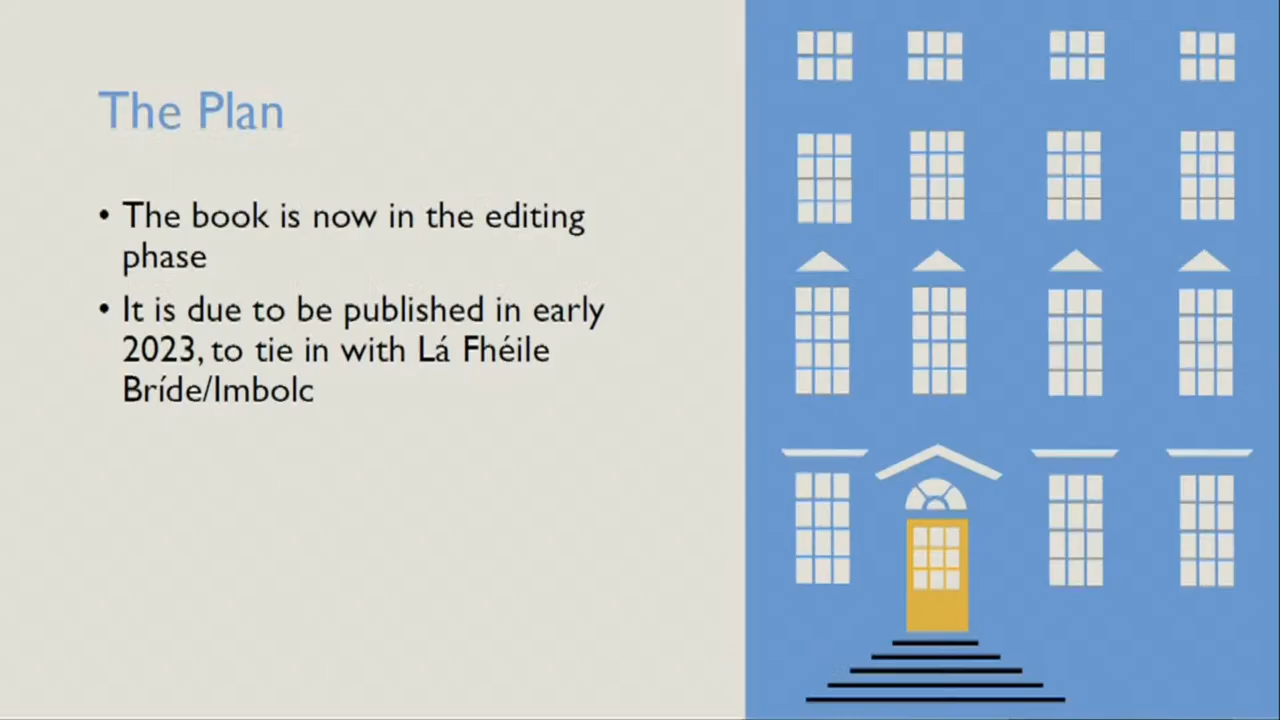 The Plan
• The book is now in the editing
phase
• It is due to be published in early
2023, to tie in with Lá Fhéile
Bríde/Imbolc